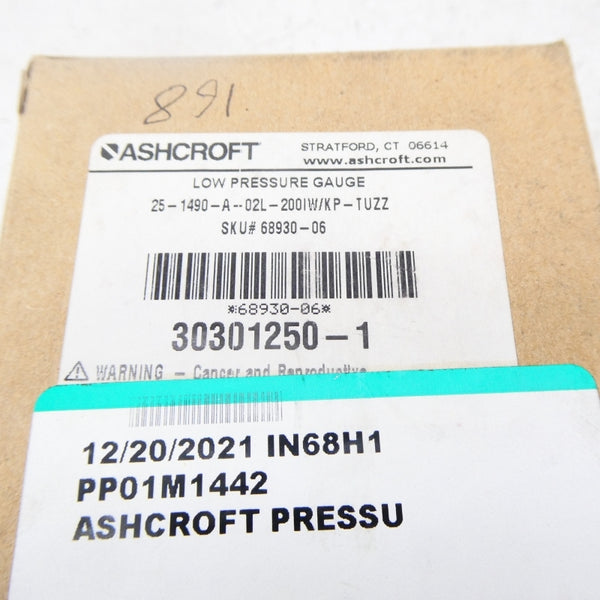 168
ASHCROFT
STRATFORD, CT 06614
www.ashcroft.com
LOW PRESSURE GAUGE
25-1490-A--02L-200IW/KP-TUZZ
SKU# 68930-06
*68930-06*
30301250-1
WARNING - Cancer and Reproductive
12/20/2021 IN68H1
PP01M1442
ASHCROFT PRESSU